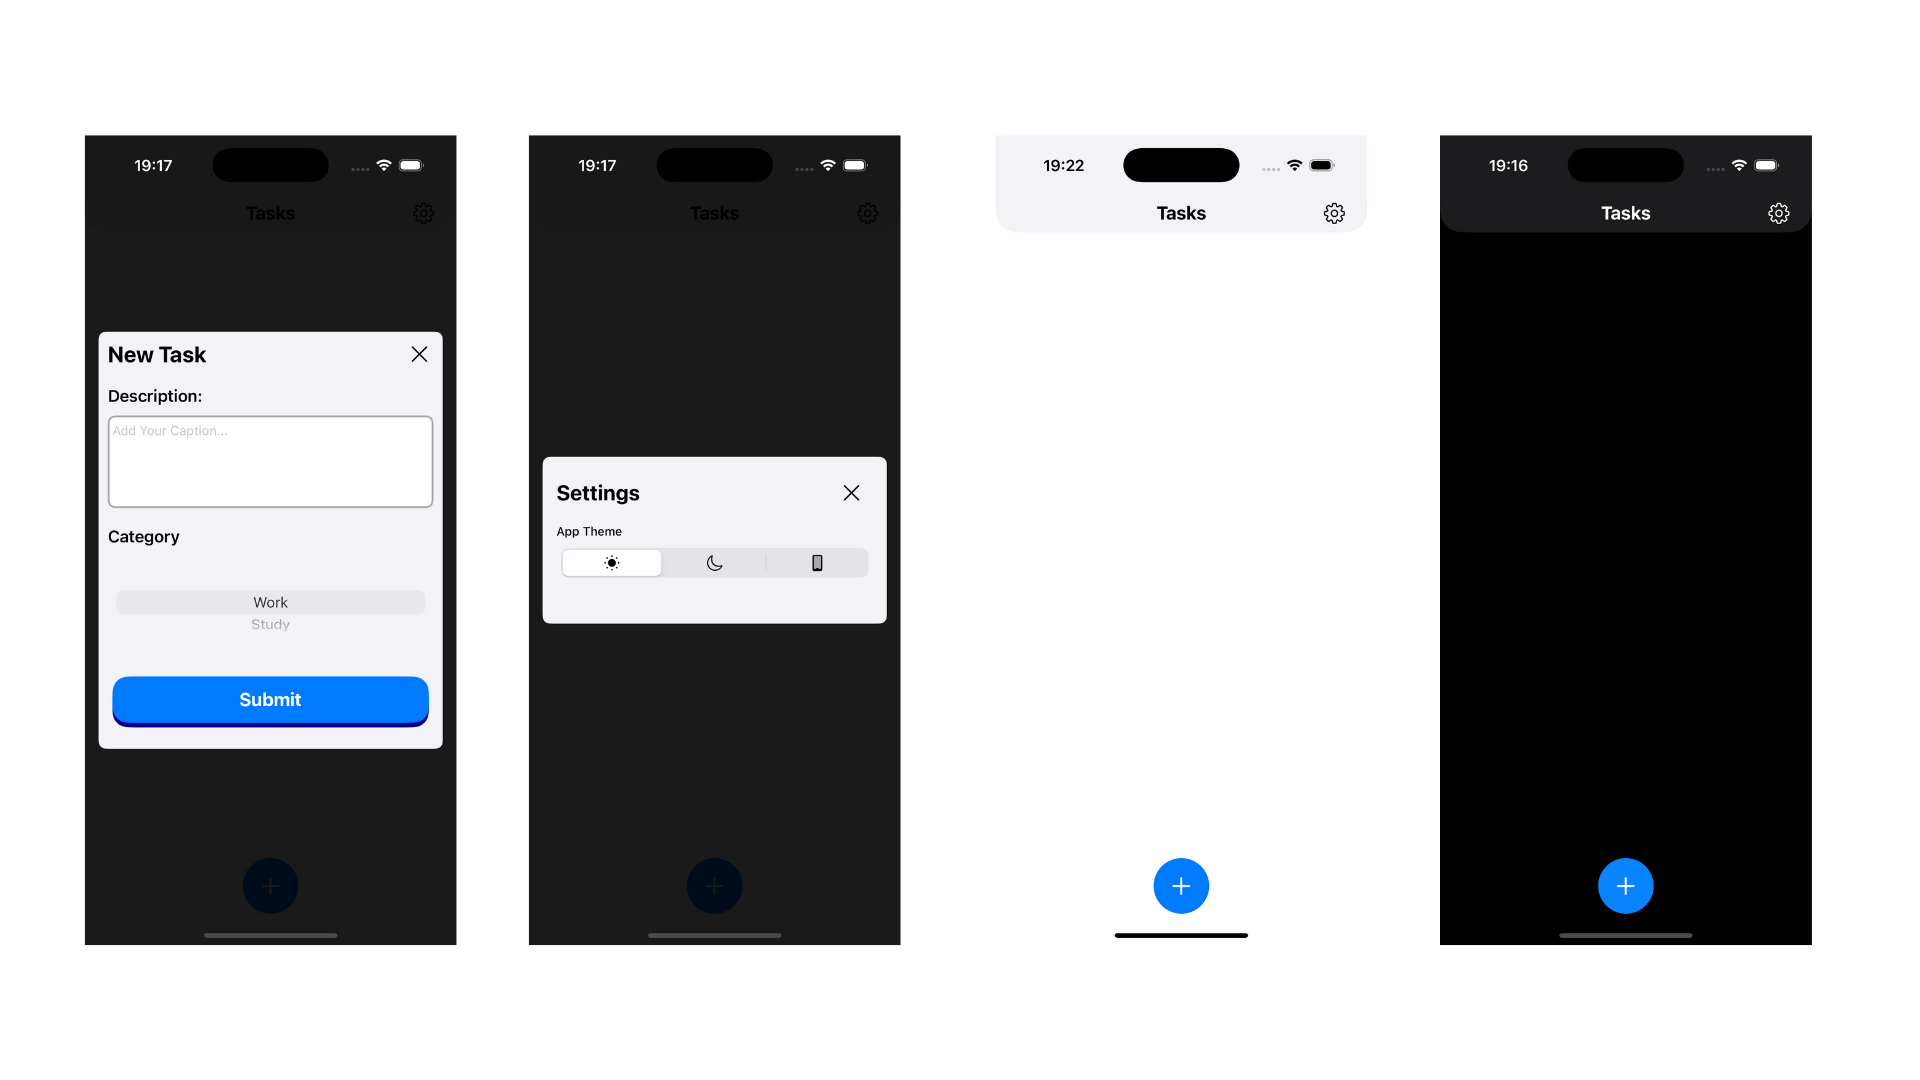 19:17
Tasks
New Task
Description:
Add Your Caption...
Category
Work
Study
Submit
19:17
Tasks
Settings
App Theme
19:22
Tasks
19:16
Tasks